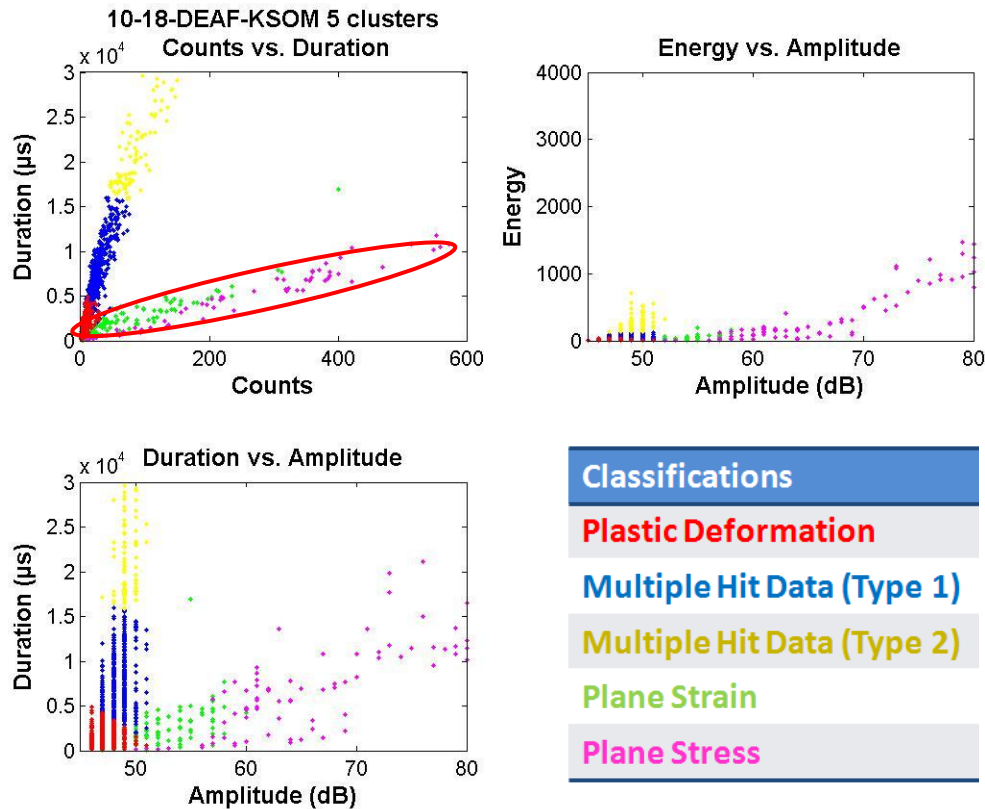 10-18-DEAF-KSOM 5 clusters
Counts vs. Duration
x 10^4
3
2.5
2
1.5
1
0.5
0
0 200 400 600
Duration (µs)
Counts
Energy vs. Amplitude
4000
3000
2000
1000
0
50 60 70 80
Energy
Amplitude (dB)
Duration vs. Amplitude
x 10^4
3
2.5
2
1.5
1
0.5
0
50 60 70 80
Duration (µs)
Amplitude (dB)
Classifications
Plastic Deformation
Multiple Hit Data (Type 1)
Multiple Hit Data (Type 2)
Plane Strain
Plane Stress